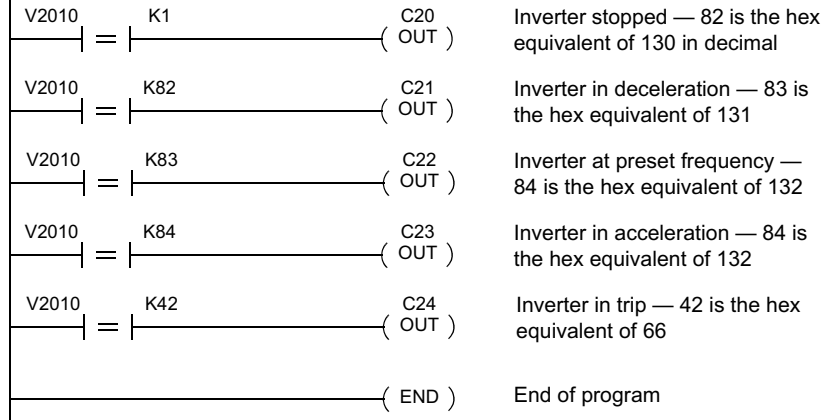 V2010 K1 C20
= OUT
Inverter stopped — 82 is the hex
equivalent of 130 in decimal
V2010 K82 C21
= OUT
Inverter in deceleration — 83 is
the hex equivalent of 131
V2010 K83 C22
= OUT
Inverter at preset frequency —
84 is the hex equivalent of 132
V2010 K84 C23
= OUT
Inverter in acceleration — 84 is
the hex equivalent of 132
V2010 K42 C24
= OUT
Inverter in trip — 42 is the hex
equivalent of 66
END
End of program